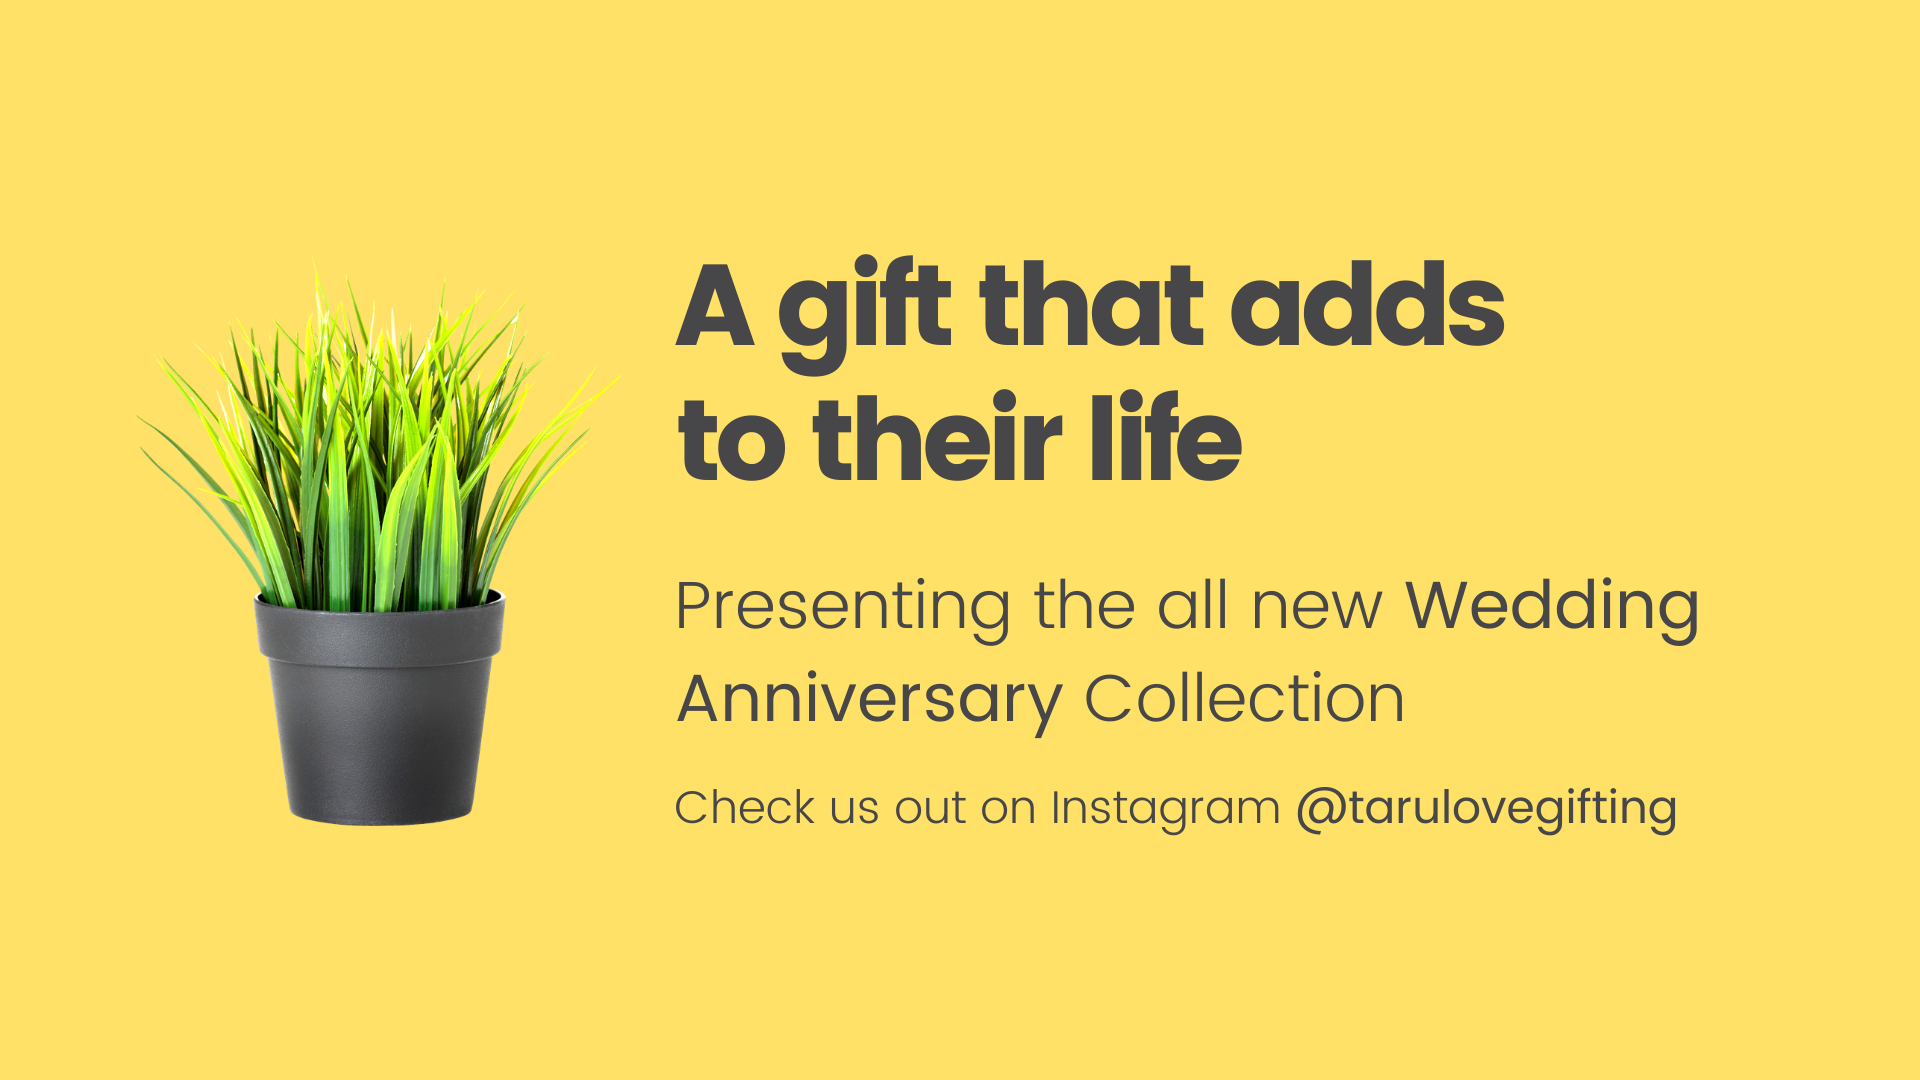 A gift that adds
to their life
Presenting the all new Wedding
Anniversary Collection
Check us out on Instagram @tarulovegifting